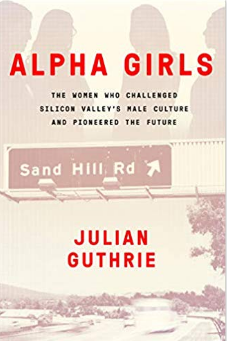 ALPHA GIRLS
THE WOMEN WHO CHALLENGED
SILICON VALLEY'S MALE CULTURE
AND PIONEERED THE FUTURE
Sand Hill Rd
JULIAN
GUTHRIE